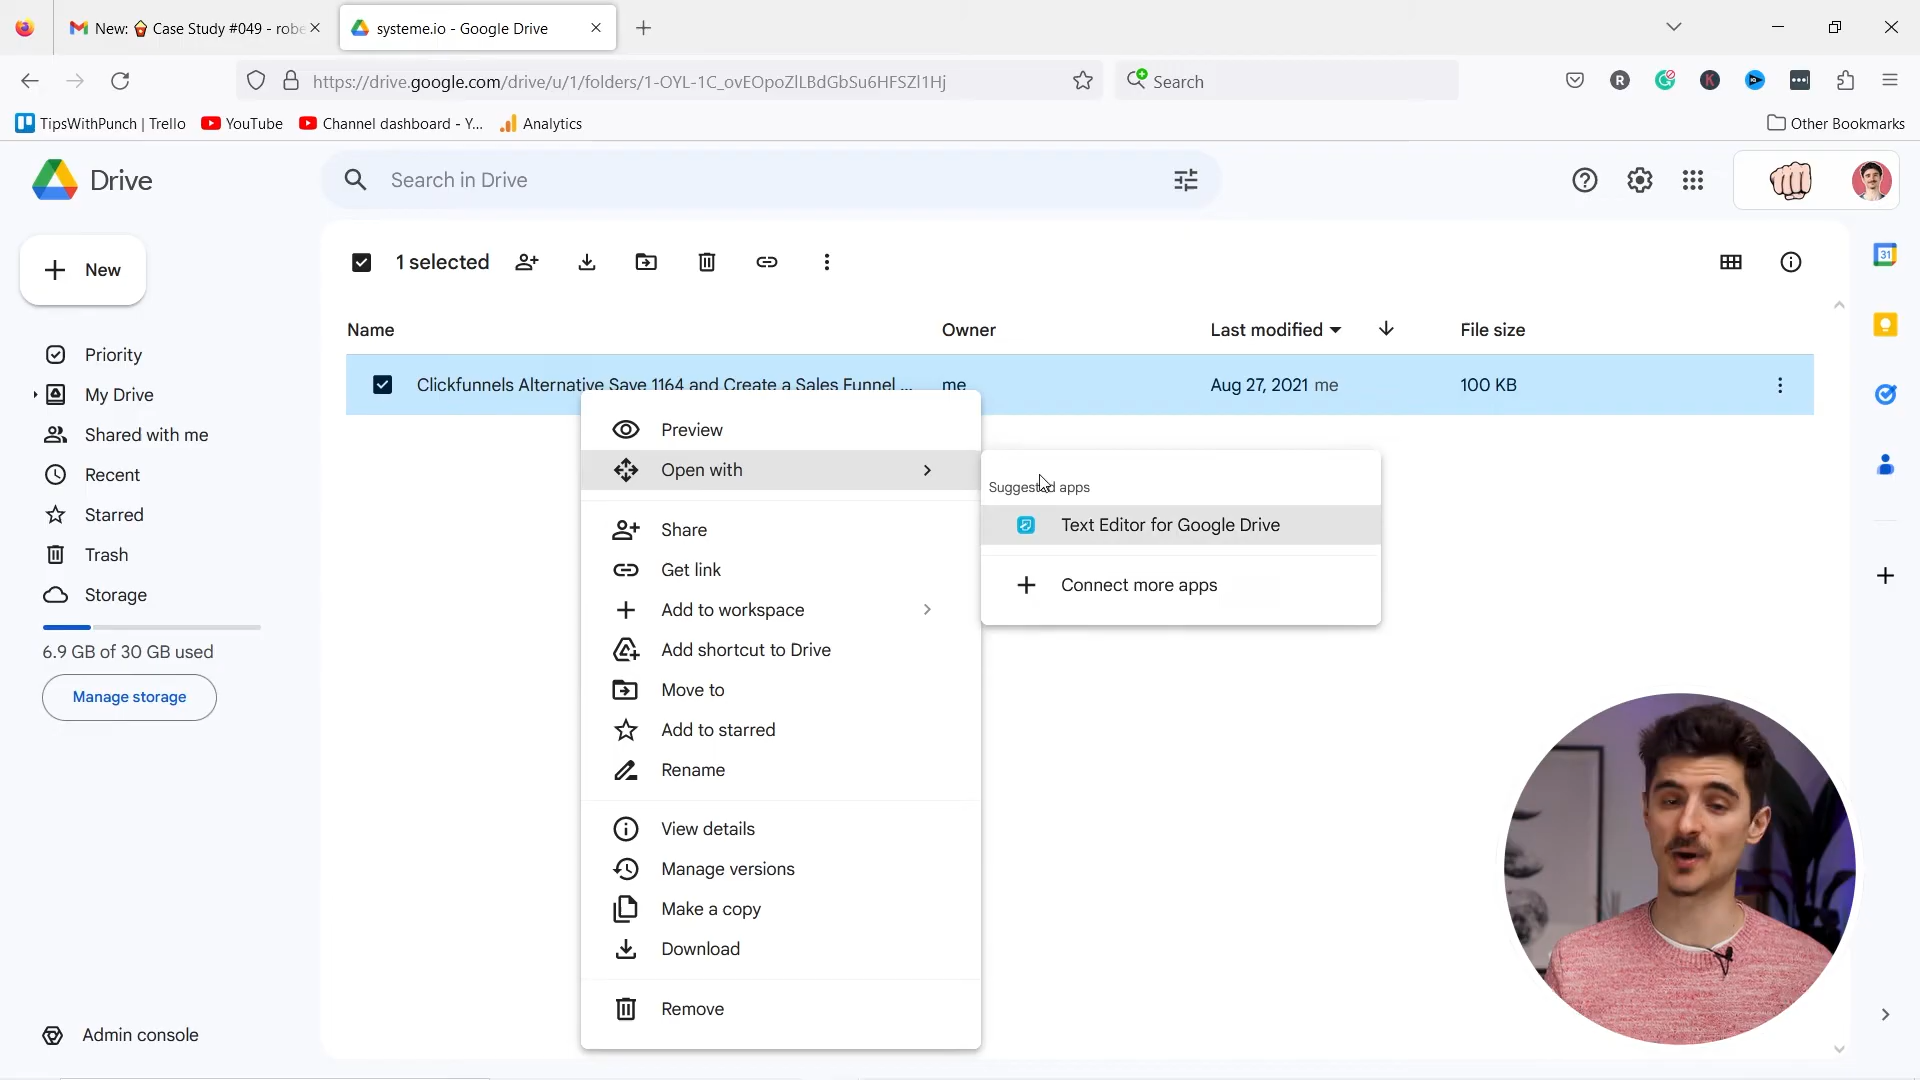 New: Case Study #049 - robe
systeme.io - Google Drive
https://drive.google.com/drive/u/1/folders/1-OYL-1C_ovEOpoZlLBdGbSu6HFSZl1Hj
Search
TipsWithPunch | Trello
YouTube
Channel dashboard - Y...
Analytics
Other Bookmarks
Drive
Search in Drive
New
1 selected
Name
Owner
Last modified
File size
Clickfunnels Alternative Save 1164 and Create a Sales Funnel ...
me
Aug 27, 2021 me
100 KB
Priority
My Drive
Shared with me
Recent
Starred
Trash
Storage
6.9 GB of 30 GB used
Manage storage
Admin console
Preview
Open with
Share
Get link
Add to workspace
Add shortcut to Drive
Move to
Add to starred
Rename
View details
Manage versions
Make a copy
Download
Remove
Suggested apps
Text Editor for Google Drive
Connect more apps
31
R
K